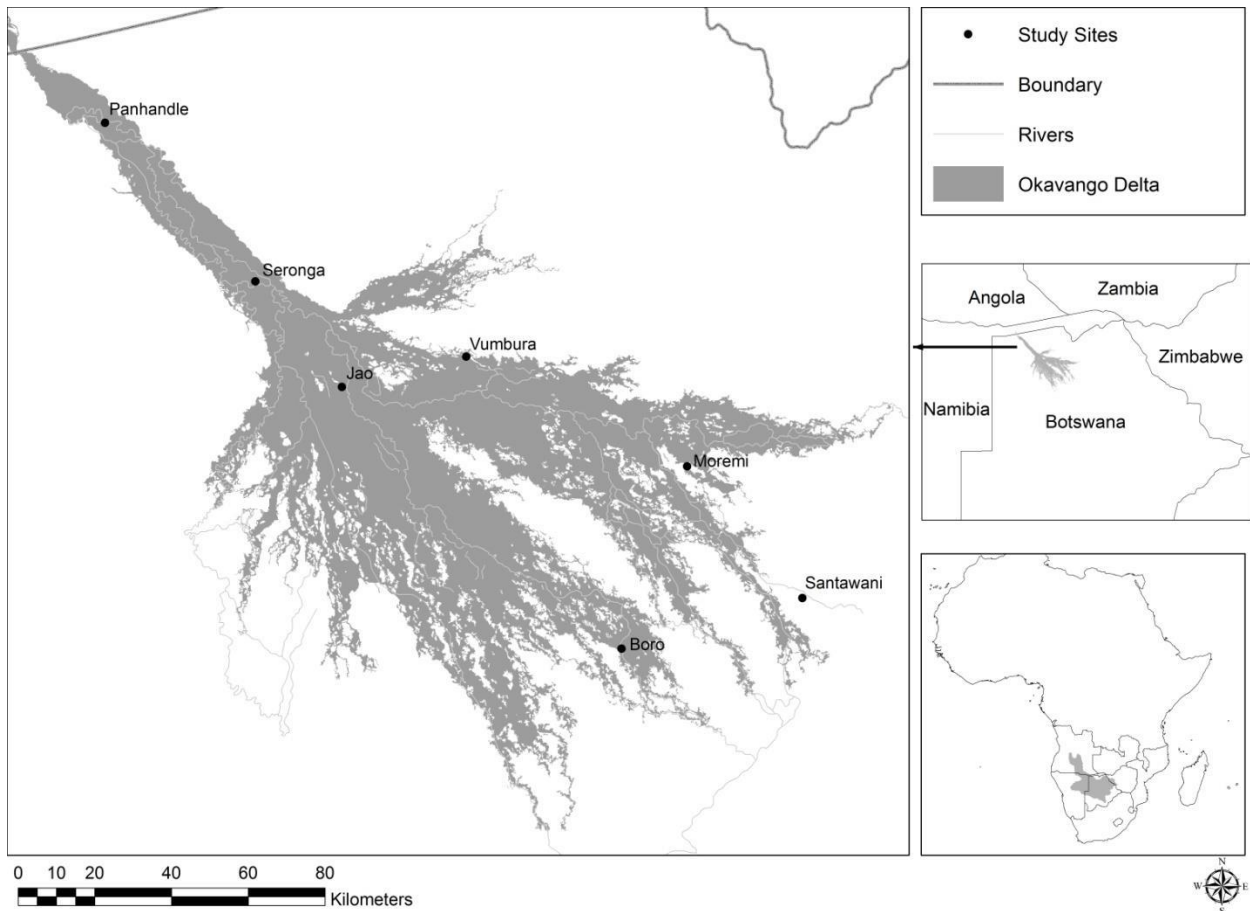 Panhandle
Seronga
Vumbura
Jao
Moremi
Santawani
Boro
0 10 20 40 60 80
Kilometers
Study Sites
Boundary
Rivers
Okavango Delta
Angola
Zambia
Zimbabwe
Namibia
Botswana
N
W E
S